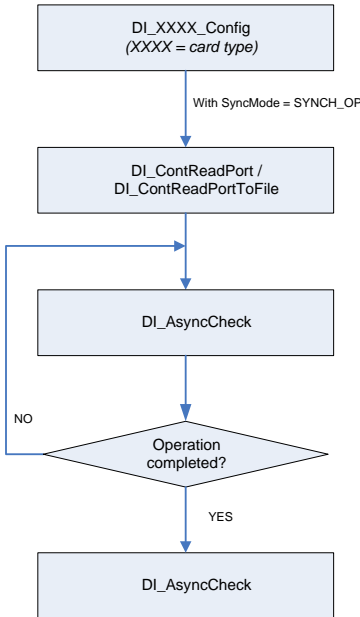 DI_XXXX_Config
(XXXX = card type)
With SyncMode = SYNCH_OP
DI_ContReadPort /
DI_ContReadPortToFile
DI_AsyncCheck
NO
Operation
completed?
YES
DI_AsyncCheck